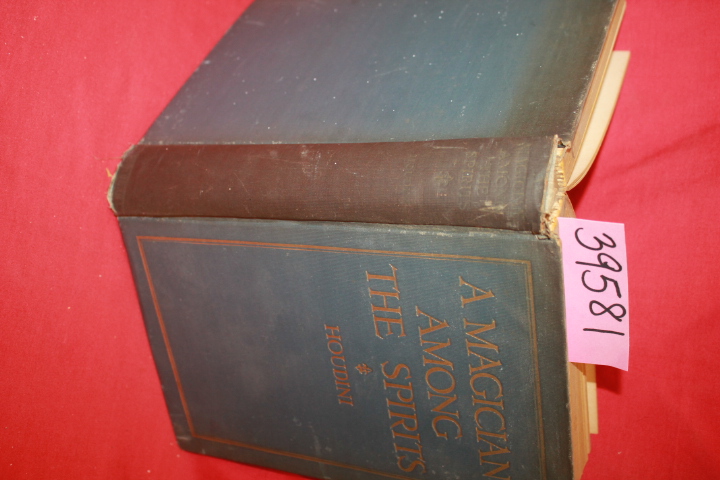 A MAGICIAN
AMONG
THE SPIRITS
HOUDINI
39581